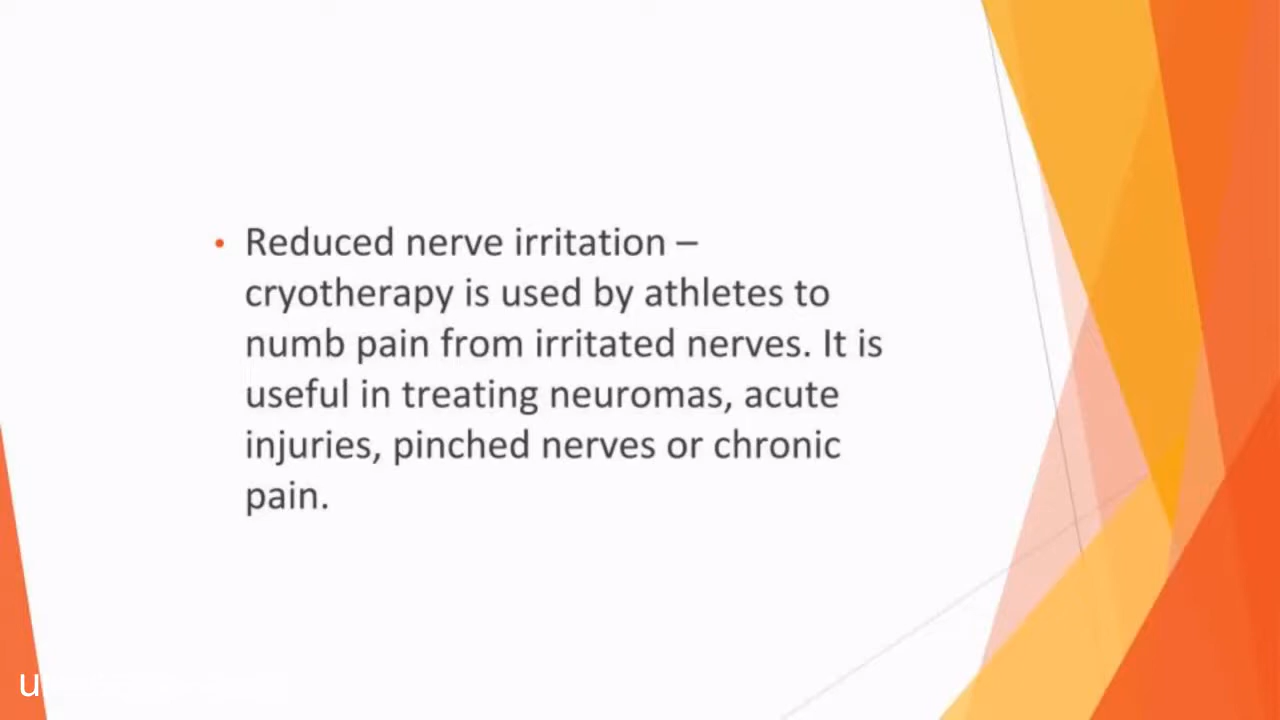 • Reduced nerve irritation –
cryotherapy is used by athletes to
numb pain from irritated nerves. It is
useful in treating neuromas, acute
injuries, pinched nerves or chronic
pain.